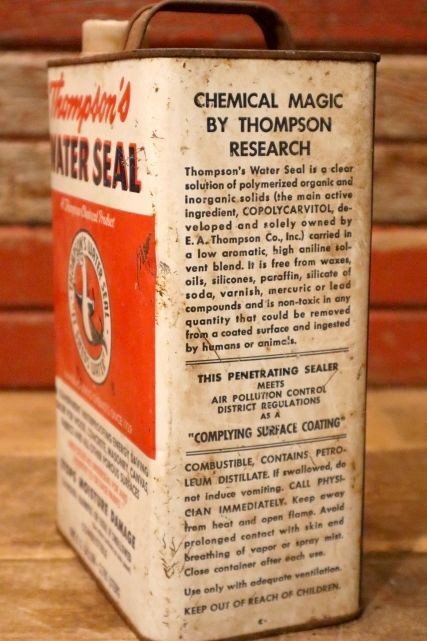 Thompson's
WATER SEAL
A Thompson Chemical Product
CHEMICAL MAGIC
BY THOMPSON
RESEARCH
Thompson's Water Seal is a clear
solution of polymerized organic and
inorganic solids (the main active
ingredient, COPOLYCARVITOL, de-
veloped and solely owned by
E. A. Thompson Co., Inc.) carried in
a low aromatic, high aniline sol-
vent blend. It is free from waxes,
oils, silicones, paraffin, silicate of
soda, varnish, mercuric or lead
compounds and is non-toxic in any
quantity that could be removed
from a coated surface and ingested
by humans or animals.
THIS PENETRATING SEALER
MEETS
AIR POLLUTION CONTROL
DISTRICT REGULATIONS
AS A
"COMPLYING SURFACE COATING"
COMBUSTIBLE, CONTAINS PETRO-
LEUM DISTILLATE. If swallowed, do
not induce vomiting. CALL PHYSI-
CIAN IMMEDIATELY. Keep away
from heat and open flame. Avoid
prolonged contact with skin and
breathing of vapor or spray mist.
Close container after each use.
Use only with adequate ventilation.
KEEP OUT OF REACH OF CHILDREN.
MOISTURE DAMAGE